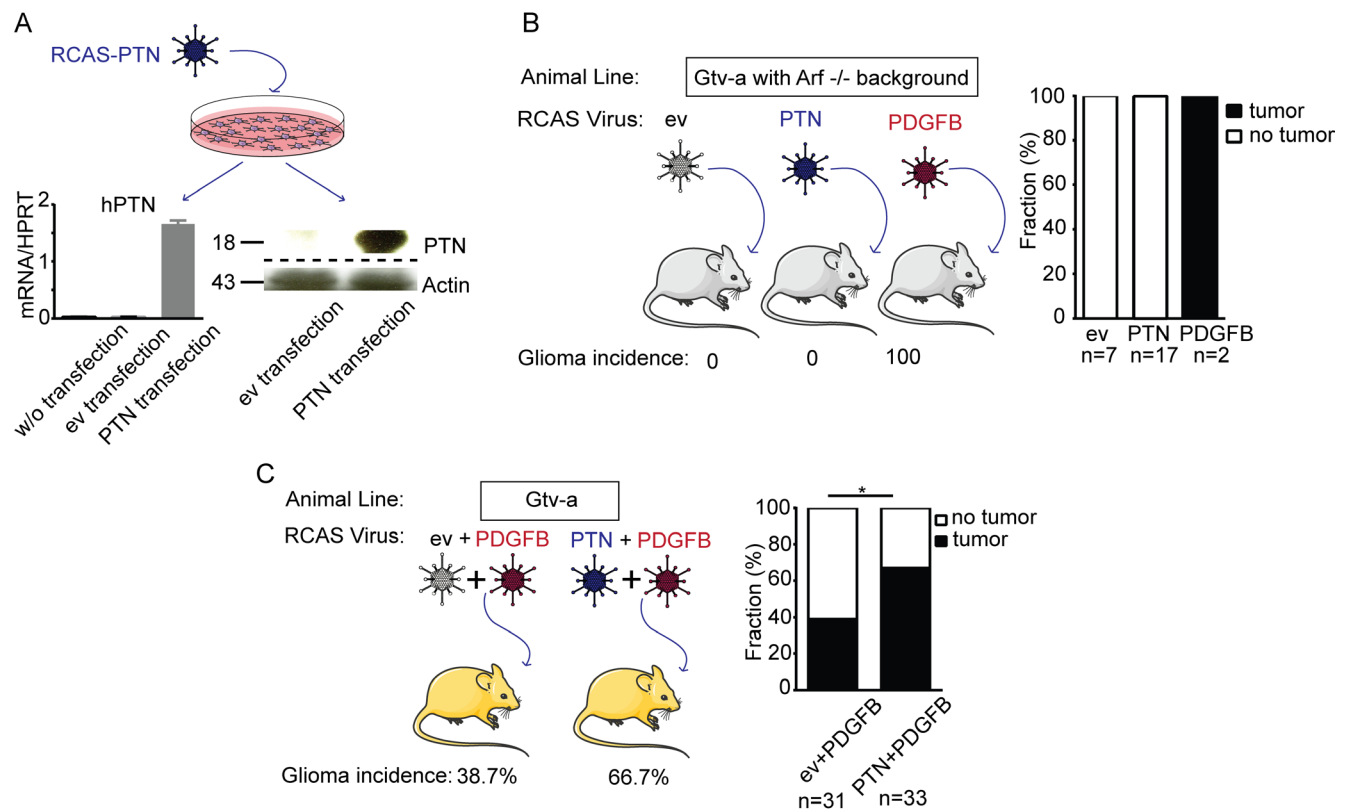 A
RCAS-PTN
hPTN
mRNA/HPRT
2
1
0
w/o transfection
ev transfection
PTN transfection
18
PTN
43
Actin
ev transfection
PTN transfection
B
Animal Line:
Gtv-a with Arf -/- background
RCAS Virus:
ev
PTN
PDGFB
Glioma incidence:
0
0
100
Fraction (%)
100
80
60
40
20
0
ev
PTN
PDGFB
n=7
n=17
n=2
tumor
no tumor
C
Animal Line:
Gtv-a
RCAS Virus:
ev + PDGFB
PTN + PDGFB
+
+
Glioma incidence: 38.7%
66.7%
Fraction (%)
100
80
60
40
20
0
*
no tumor
tumor
ev+PDGFB
PTN+PDGFB
n=31
n=33